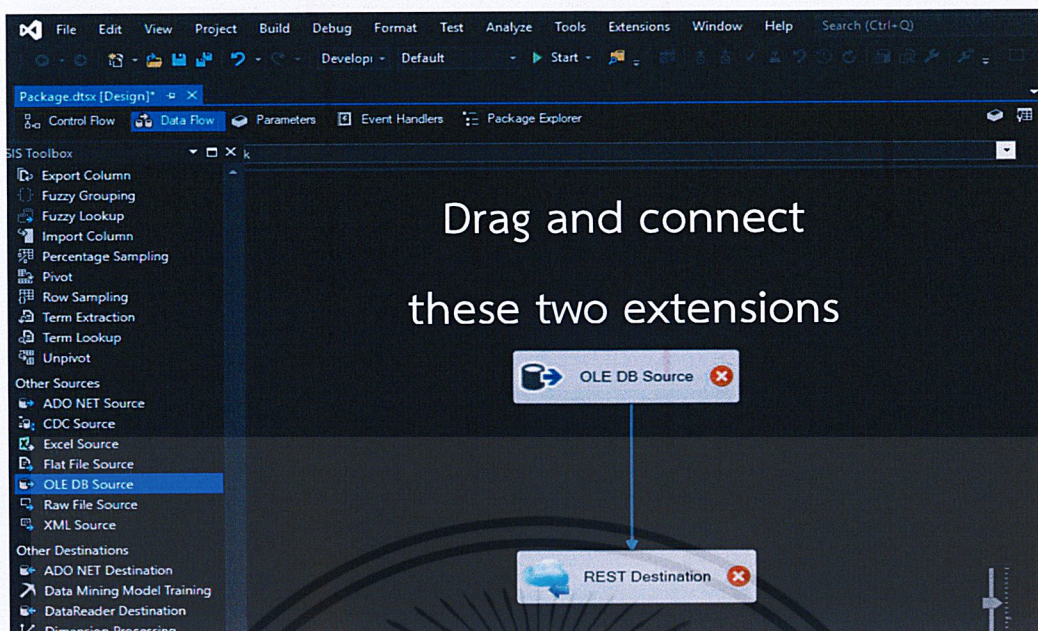 File Edit View Project Build Debug Format Test Analyze Tools Extensions Window Help Search (Ctrl+Q)
Default Start
Package.dtsx [Design]*
Control Flow Data Flow Parameters Event Handlers Package Explorer
SIS Toolbox k
Export Column
Fuzzy Grouping
Fuzzy Lookup
Import Column
Percentage Sampling
Pivot
Row Sampling
Term Extraction
Term Lookup
Unpivot
Other Sources
ADO NET Source
CDC Source
Excel Source
Flat File Source
OLE DB Source
Raw File Source
XML Source
Other Destinations
ADO NET Destination
Data Mining Model Training
DataReader Destination
Drag and connect
these two extensions
OLE DB Source
REST Destination